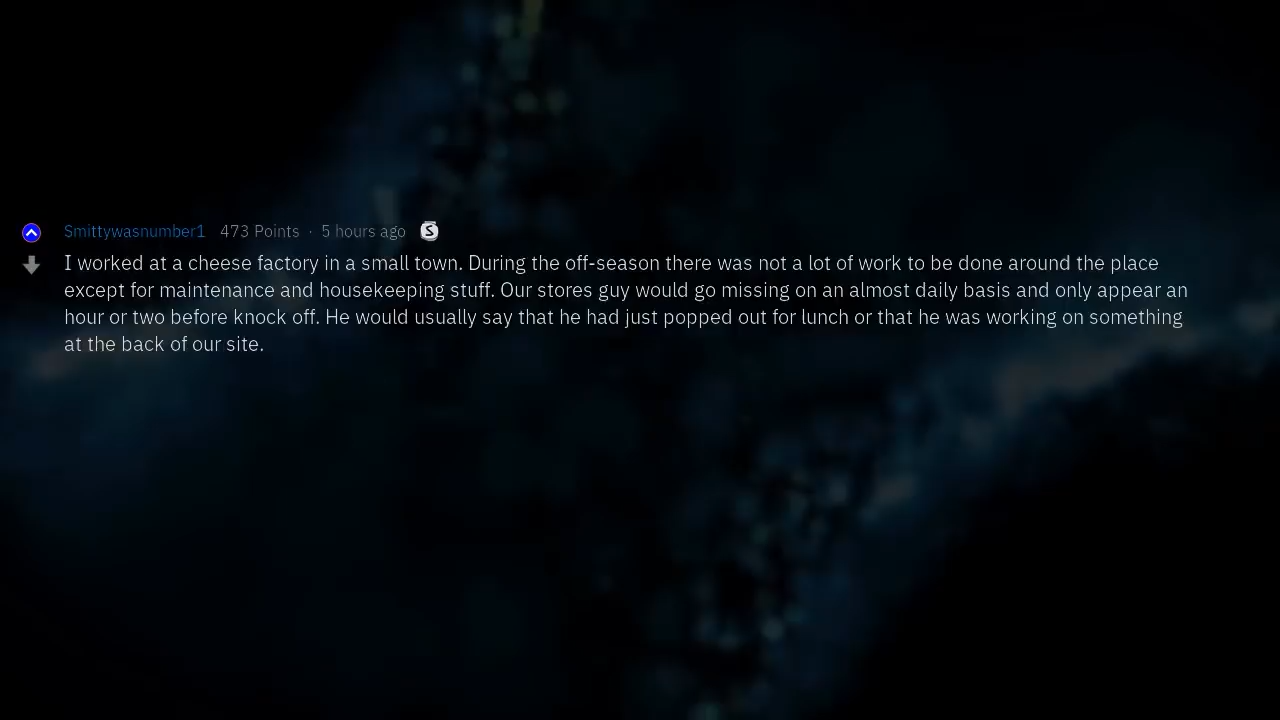 Smittywasnumber1 473 Points · 5 hours ago S
I worked at a cheese factory in a small town. During the off-season there was not a lot of work to be done around the place
except for maintenance and housekeeping stuff. Our stores guy would go missing on an almost daily basis and only appear an
hour or two before knock off. He would usually say that he had just popped out for lunch or that he was working on something
at the back of our site.